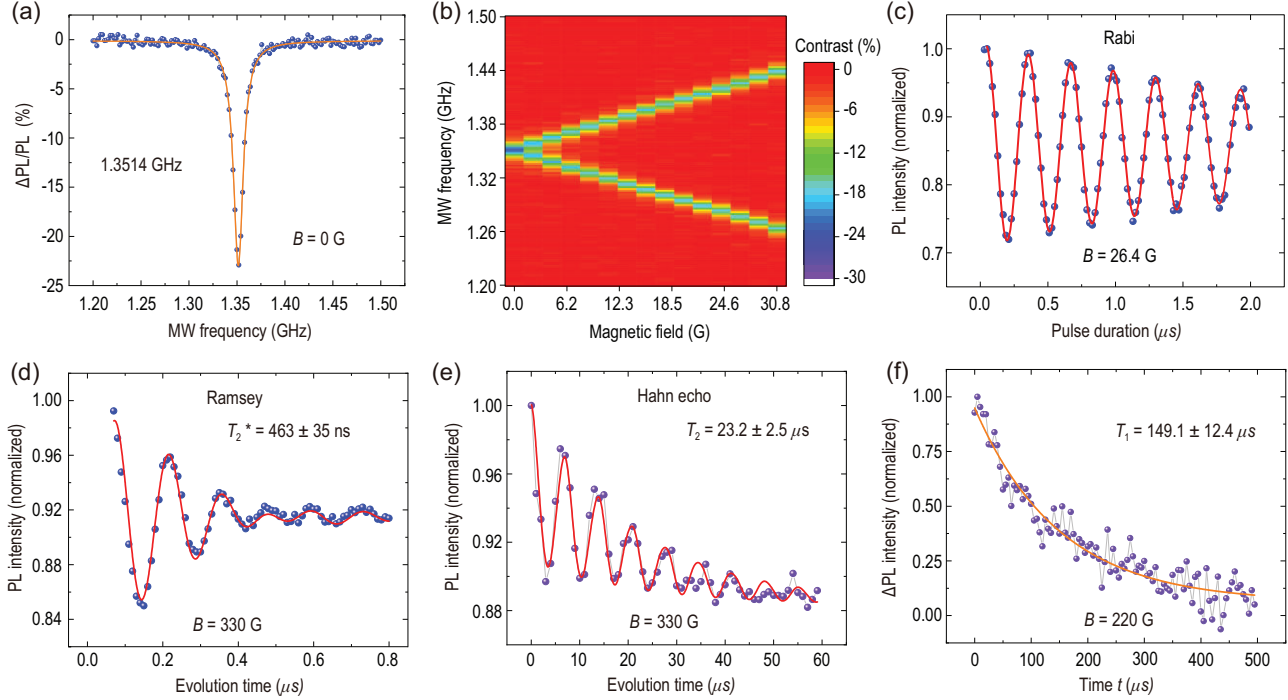 (a)
0
-5
-10
-15
-20
-25
ΔPL/PL (%)
1.3514 GHz
B = 0 G
1.20 1.25 1.30 1.35 1.40 1.45 1.50
MW frequency (GHz)
(b)
1.50
1.44
1.38
1.32
1.26
1.20
MW frequency (GHz)
0.0 6.2 12.3 18.5 24.6 30.8
Magnetic field (G)
Contrast (%)
0
-6
-12
-18
-24
-30
(c)
Rabi
1.0
0.9
0.8
0.7
PL intensity (normalized)
B = 26.4 G
0.0 0.5 1.0 1.5 2.0
Pulse duration (μs)
(d)
Ramsey
T2* = 463 ± 35 ns
1.00
0.96
0.92
0.88
0.84
PL intensity (normalized)
B = 330 G
0.0 0.2 0.4 0.6 0.8
Evolution time (μs)
(e)
Hahn echo
T2 = 23.2 ± 2.5 μs
1.00
0.96
0.92
0.88
PL intensity (normalized)
B = 330 G
0 10 20 30 40 50 60
Evolution time (μs)
(f)
T1 = 149.1 ± 12.4 μs
1.00
0.75
0.50
0.25
0.00
ΔPL intensity (normalized)
B = 220 G
0 100 200 300 400 500
Time t (μs)